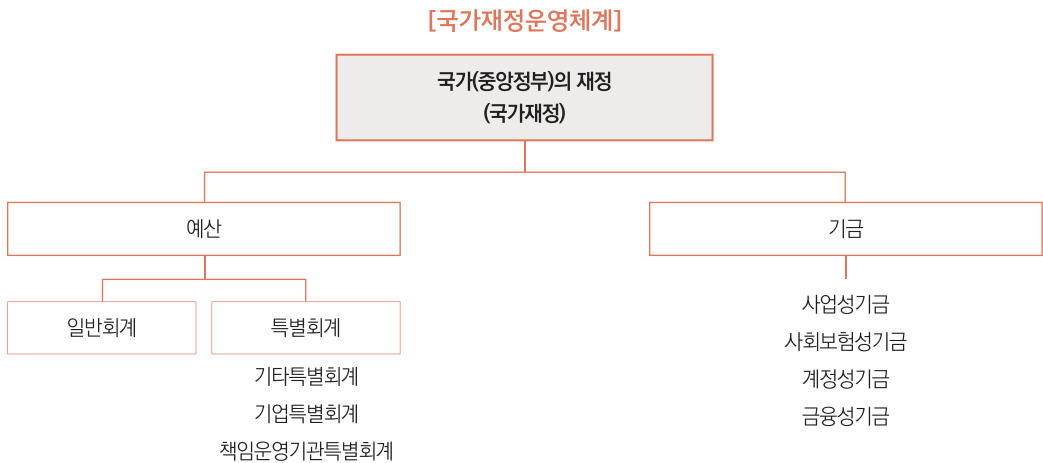 [국가재정운영체계]
국가(중앙정부)의 재정
(국가재정)
예산
기금
일반회계
특별회계
기타특별회계
기업특별회계
책임운영기관특별회계
사업성기금
사회보험성기금
계정성기금
금융성기금